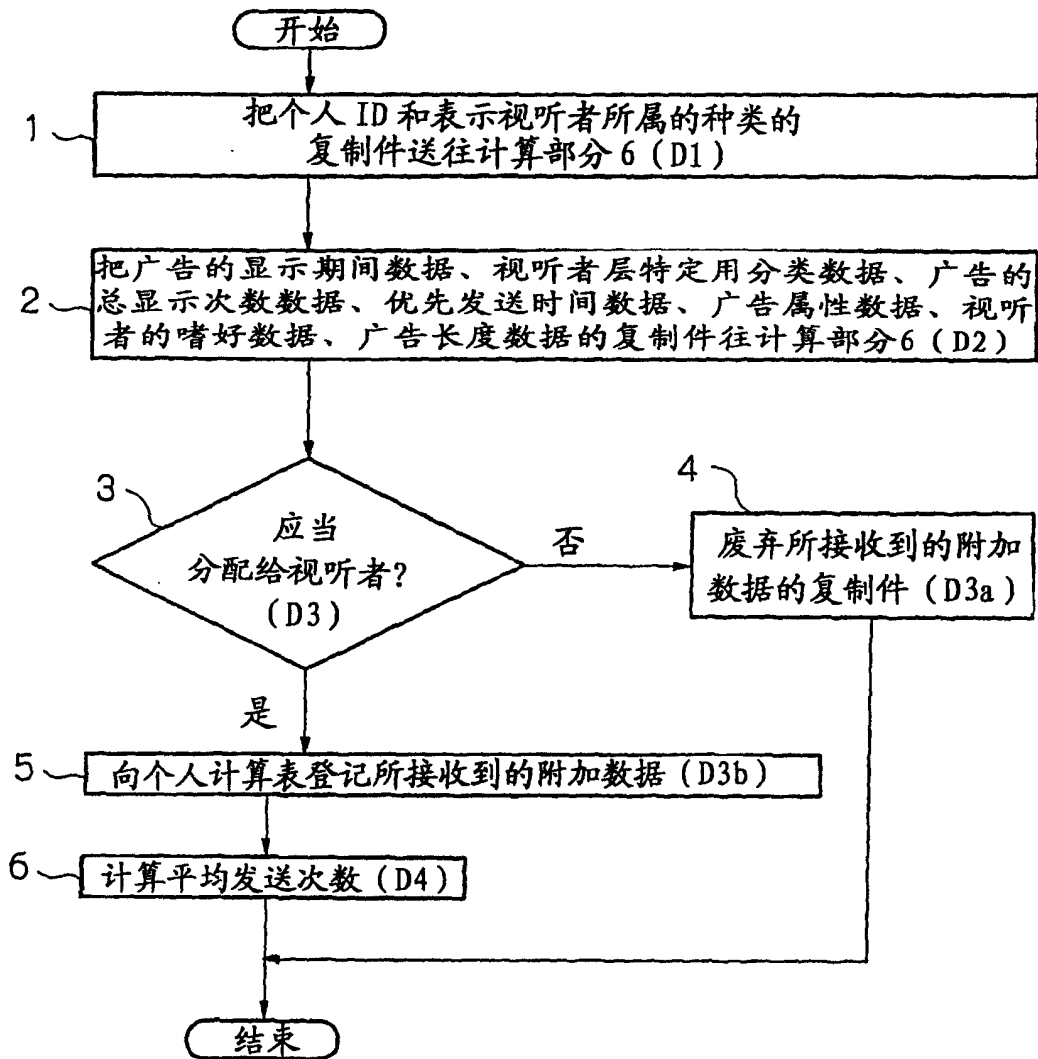 开始
1
把个人 ID 和表示视听者所属的种类的
复制件送往计算部分 6 (D1)
2
把广告的显示期间数据、视听者层特定用分类数据、广告的
总显示次数数据、优先发送时间数据、广告属性数据、视听
者的嗜好数据、广告长度数据的复制件往计算部分6 (D2)
3
应当
分配给视听者?
(D3)
否
4
废弃所接收到的附加
数据的复制件 (D3a)
是
5
向个人计算表登记所接收到的附加数据 (D3b)
6
计算平均发送次数 (D4)
结束